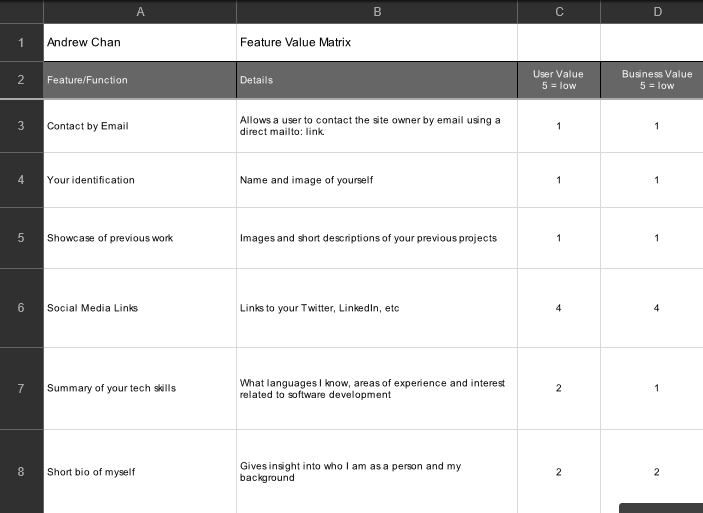 A B C D
1 Andrew Chan Feature Value Matrix
2 Feature/Function Details User Value Business Value
5 = low 5 = low
3 Contact by Email Allows a user to contact the site owner by email using a
direct mailto: link. 1 1
4 Your identification Name and image of yourself 1 1
5 Showcase of previous work Images and short descriptions of your previous projects 1 1
6 Social Media Links Links to your Twitter, LinkedIn, etc 4 4
7 Summary of your tech skills What languages I know, areas of experience and interest
related to software development 2 1
8 Short bio of myself Gives insight into who I am as a person and my
background 2 2